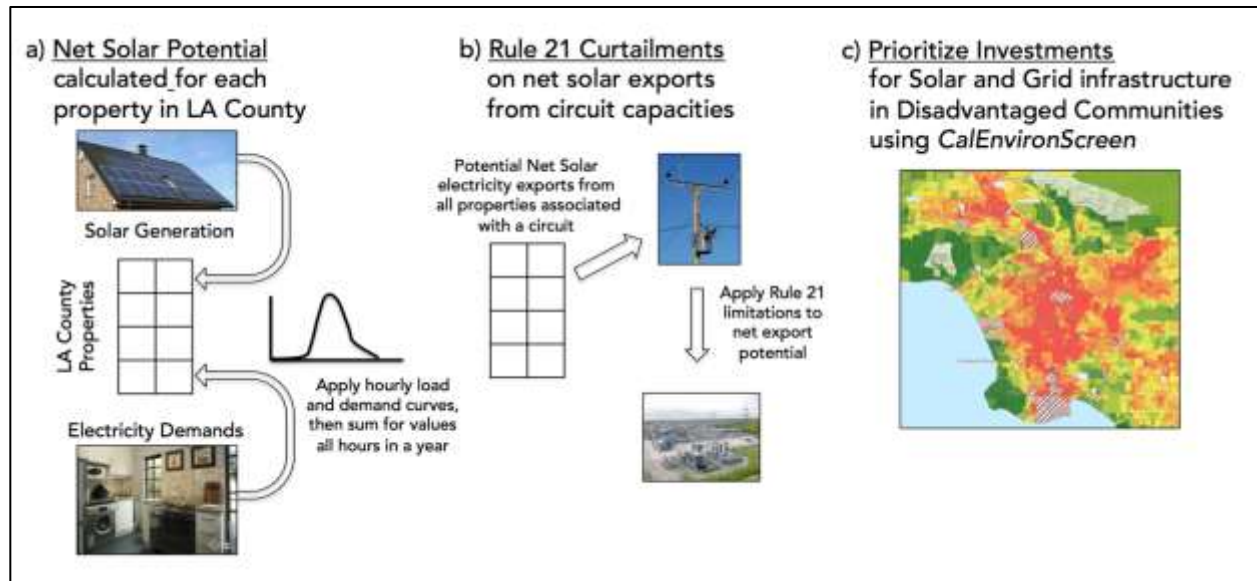 a) Net Solar Potential
calculated for each
property in LA County
Solar Generation
LA County
Properties
Apply hourly load
and demand curves,
then sum for values
all hours in a year
Electricity Demands
b) Rule 21 Curtailments
on net solar exports
from circuit capacities
Potential Net Solar
electricity exports from
all properties associated
with a circuit
Apply Rule 21
limitations to
net export
potential
c) Prioritize Investments
for Solar and Grid infrastructure
in Disadvantaged Communities
using CalEnvironScreen